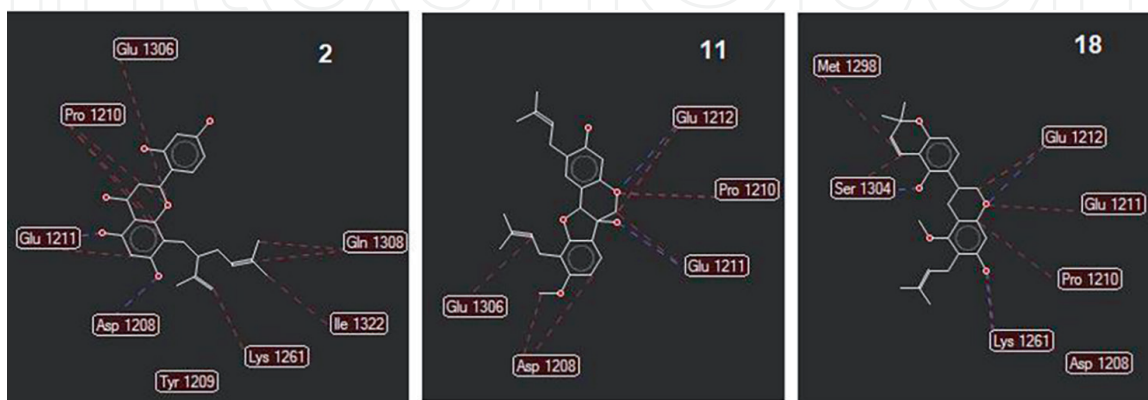 2
Glu 1306
Pro 1210
Glu 1211
Gln 1308
Asp 1208
Ile 1322
Lys 1261
Tyr 1209
11
Glu 1212
Pro 1210
Glu 1211
Glu 1306
Asp 1208
18
Met 1298
Glu 1212
Ser 1304
Glu 1211
Pro 1210
Lys 1261
Asp 1208